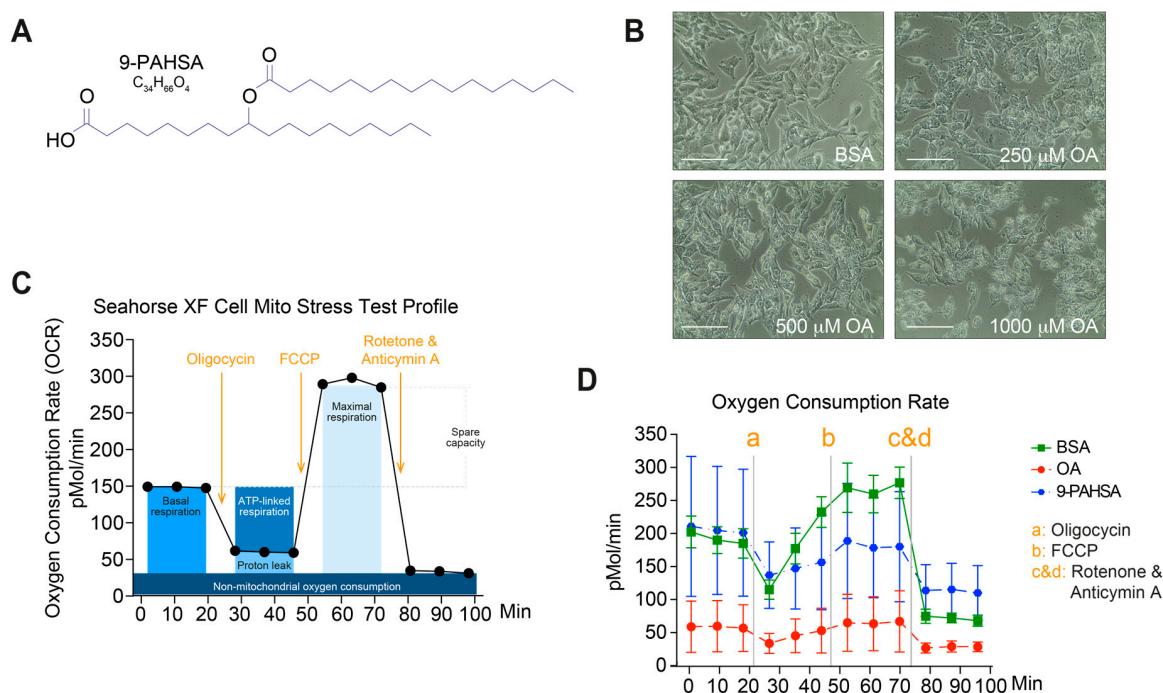 A
9-PAHSA
C34H66O4
O
O
O
HO
B
BSA
250 µM OA
500 µM OA
1000 µM OA
C
Seahorse XF Cell Mito Stress Test Profile
Oxygen Consumption Rate (OCR)
pMol/min
350
300
250
200
150
100
50
0
Oligocycin
FCCP
Rotetone &
Anticymin A
Maximal
respiration
Spare
capacity
Basal
respiration
ATP-linked
respiration
Proton leak
Non-mitochondrial oxygen consumption
0 10 20 30 40 50 60 70 80 90 100 Min
D
Oxygen Consumption Rate
a b c&d
pMol/min
350
300
250
200
150
100
50
0
0 10 20 30 40 50 60 70 80 90 100 Min
BSA
OA
9-PAHSA
a: Oligocycin
b: FCCP
c&d: Rotenone &
Anticymin A